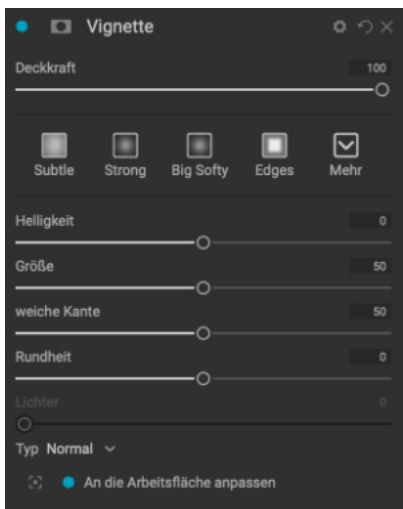 Vignette
Deckkraft 100
Subtle Strong Big Softy Edges Mehr
Helligkeit 0
Größe 50
weiche Kante 50
Rundheit 0
Lichter 0
Typ Normal
An die Arbeitsfläche anpassen